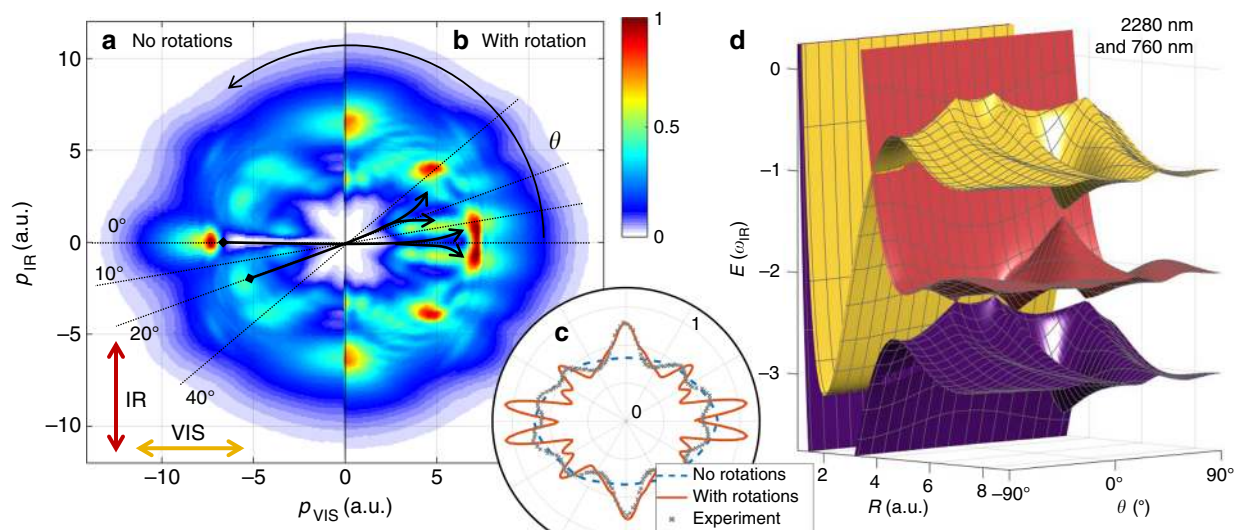 a No rotations
b With rotation
10
5
0
−5
−10
p_IR (a.u.)
0°
10°
20°
40°
θ
IR
VIS
−10
−5
0
5
p_VIS (a.u.)
1
0.5
0
c
1
0
No rotations
With rotations
Experiment
d
2280 nm
and 760 nm
0
−1
−2
−3
E (ω_IR)
2
4
6
8
R (a.u.)
−90°
0°
90°
θ (°)